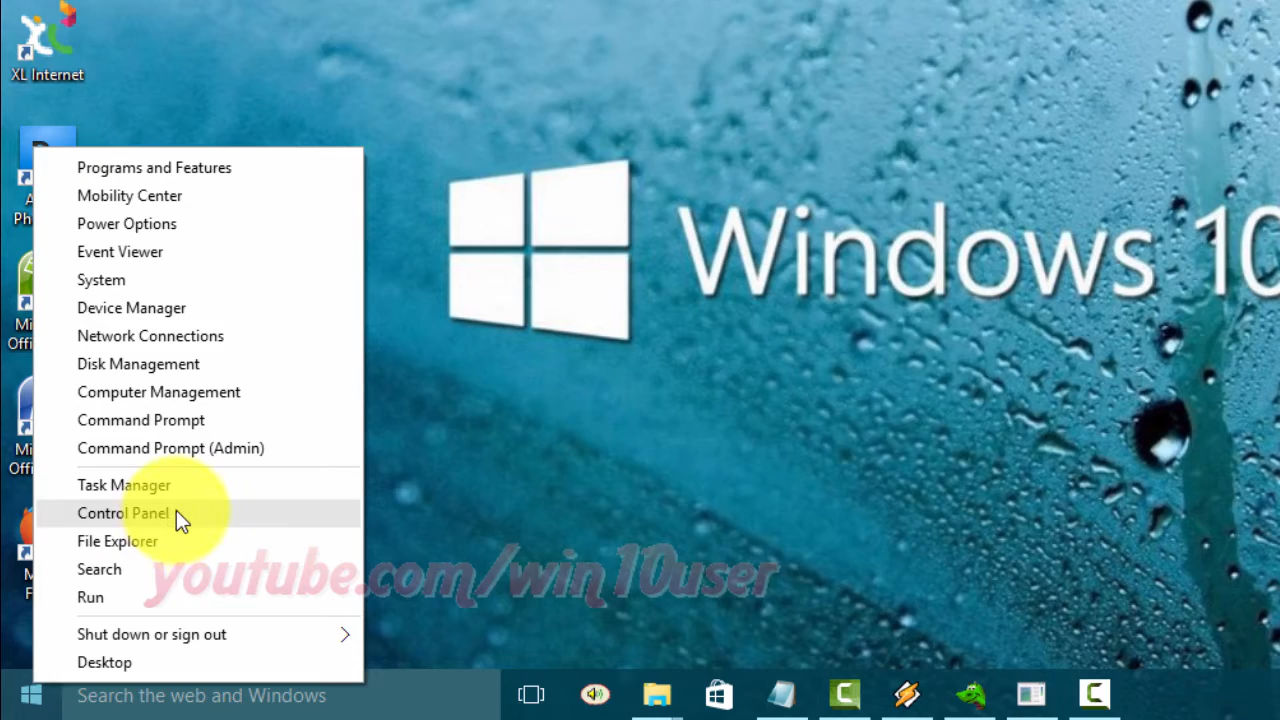 XL Internet
Programs and Features
Mobility Center
Power Options
Event Viewer
System
Device Manager
Network Connections
Disk Management
Computer Management
Command Prompt
Command Prompt (Admin)
Task Manager
Control Panel
File Explorer
Search
Run
Shut down or sign out
Desktop
Windows 10
youtube.com/win10user
Search the web and Windows